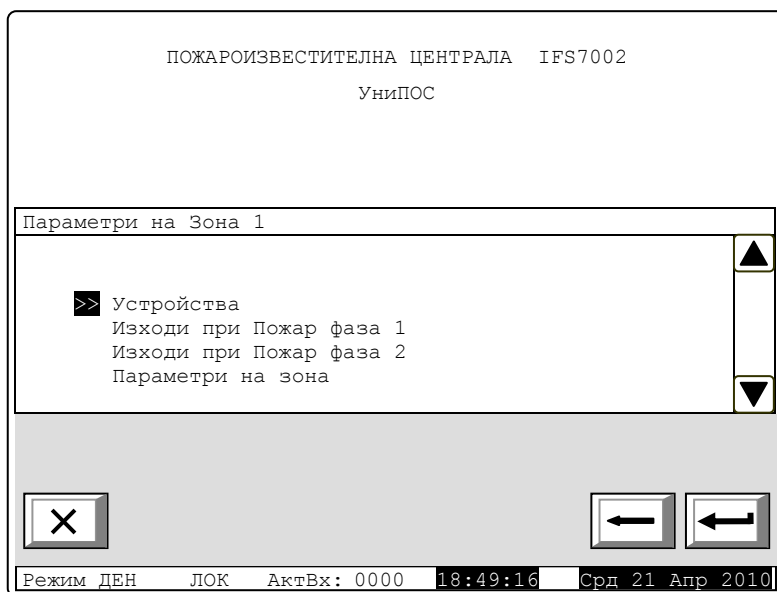 ПОЖАРОИЗВЕСТИТЕЛНА ЦЕНТРАЛА IFS7002
УниПОС
Параметри на Зона 1
>> Устройства
Изходи при Пожар фаза 1
Изходи при Пожар фаза 2
Параметри на зона
Режим ДЕН ЛОК АктВх: 0000 18:49:16 Срд 21 Апр 2010